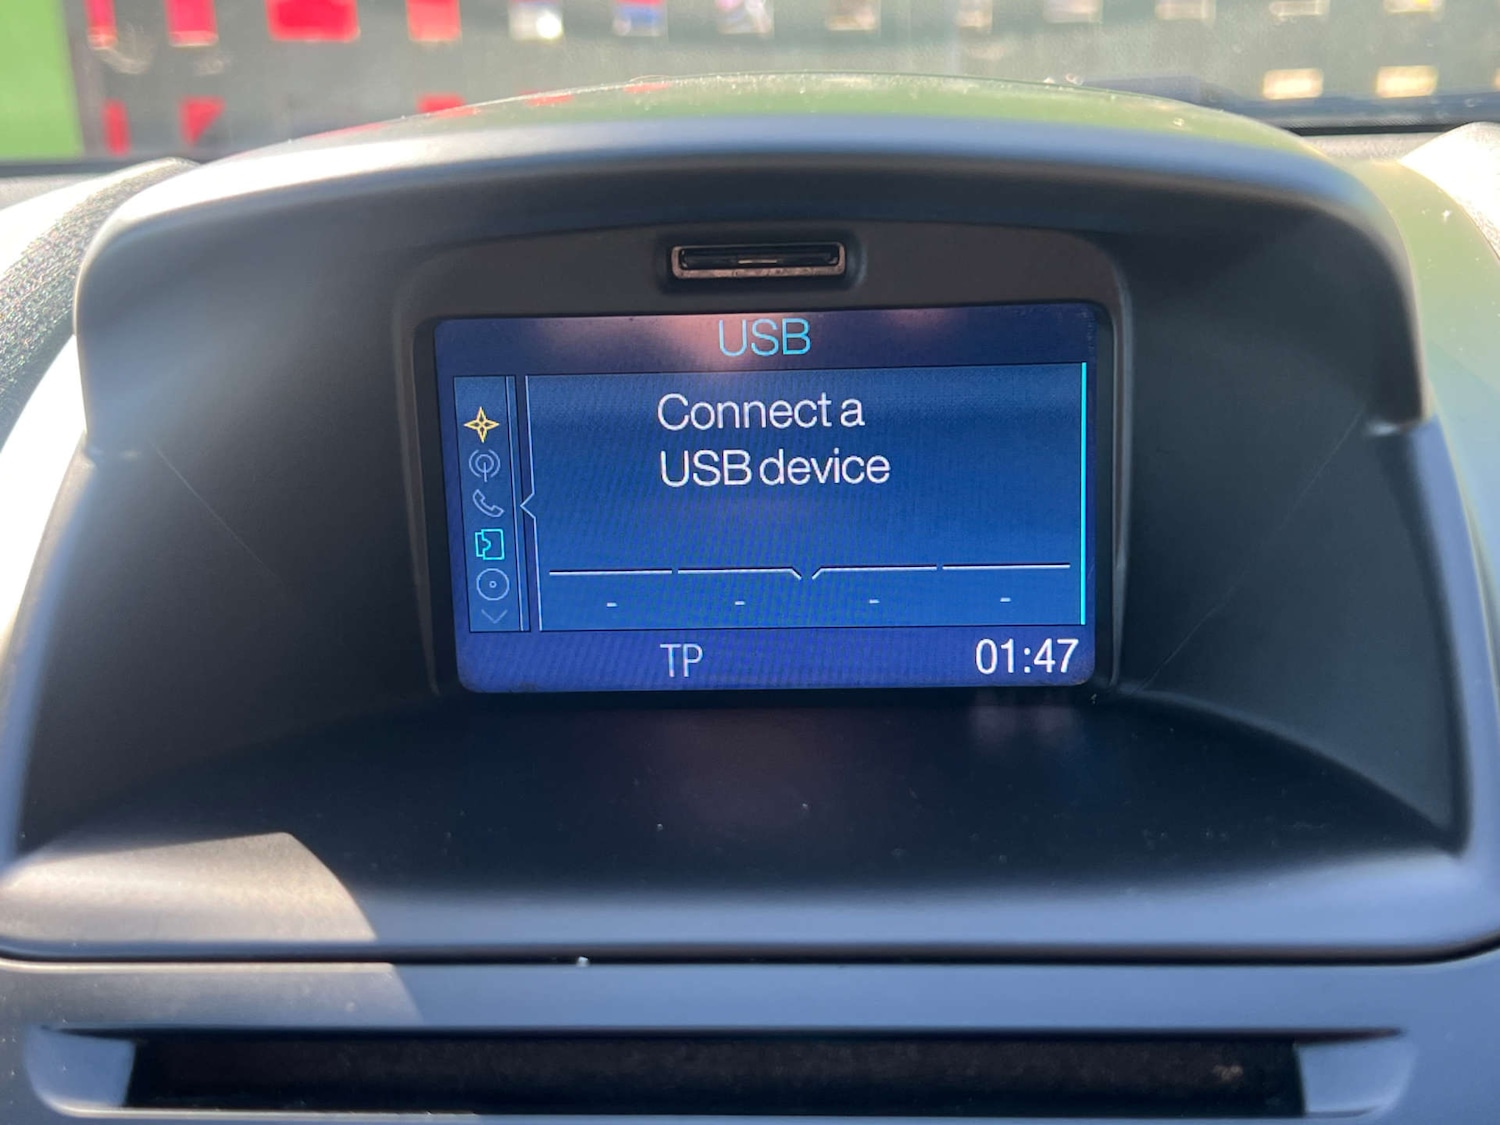 USB
Connect a
USB device
- - - -
TP 01:47